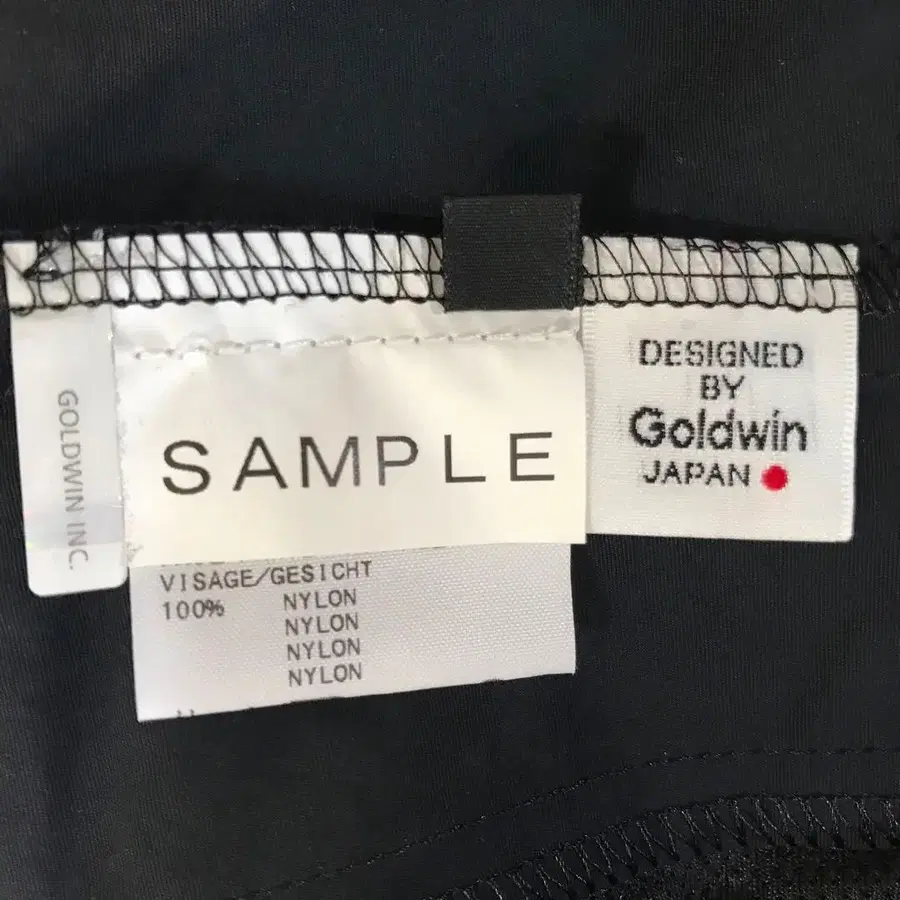 GOLDWIN INC.
SAMPLE
VISAGE/GESICHT
100% NYLON
NYLON
NYLON
NYLON
DESIGNED
BY
Goldwin
JAPAN